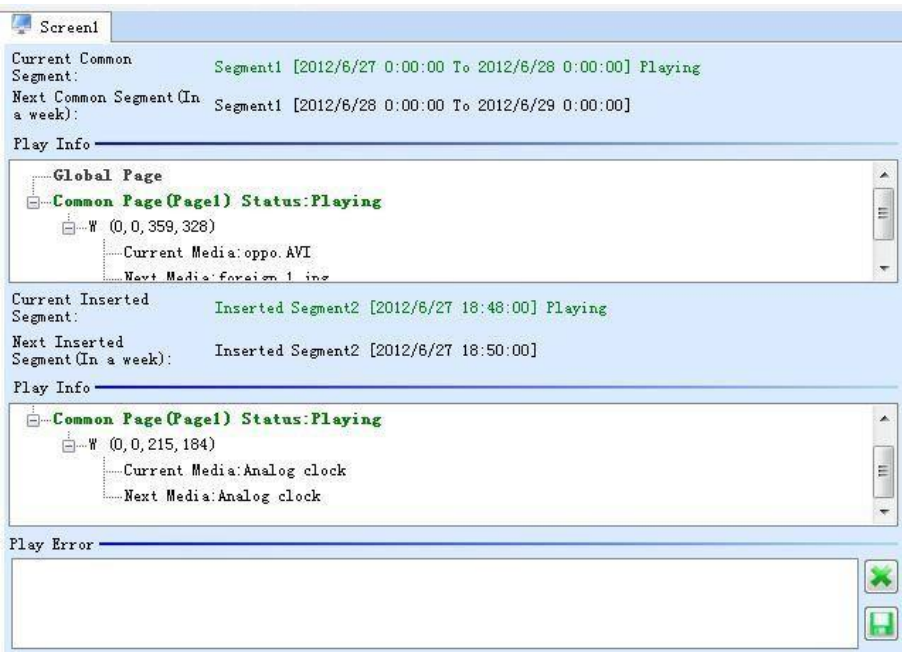 Screen1
Current Common Segment:
Segment1 [2012/6/27 0:00:00 To 2012/6/28 0:00:00] Playing
Next Common Segment(In a week):
Segment1 [2012/6/28 0:00:00 To 2012/6/29 0:00:00]
Play Info
Global Page
Common Page(Page1) Status:Playing
W (0,0,359,328)
Current Media:oppo.AVI
Next Media:foreign 1
Current Inserted Segment:
Inserted Segment2 [2012/6/27 18:48:00] Playing
Next Inserted Segment(In a week):
Inserted Segment2 [2012/6/27 18:50:00]
Play Info
Common Page(Page1) Status:Playing
W (0,0,215,184)
Current Media:Analog clock
Next Media:Analog clock
Play Error